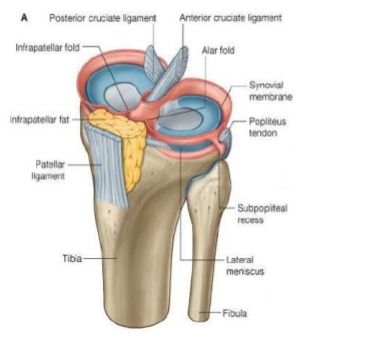 A
Posterior cruciate ligament
Anterior cruciate ligament
Infrapatellar fold
Alar fold
Synovial
membrane
Infrapatellar fat
Popliteus
tendon
Patellar
ligament
Subpopliteal
recess
Tibia
Lateral
meniscus
Fibula